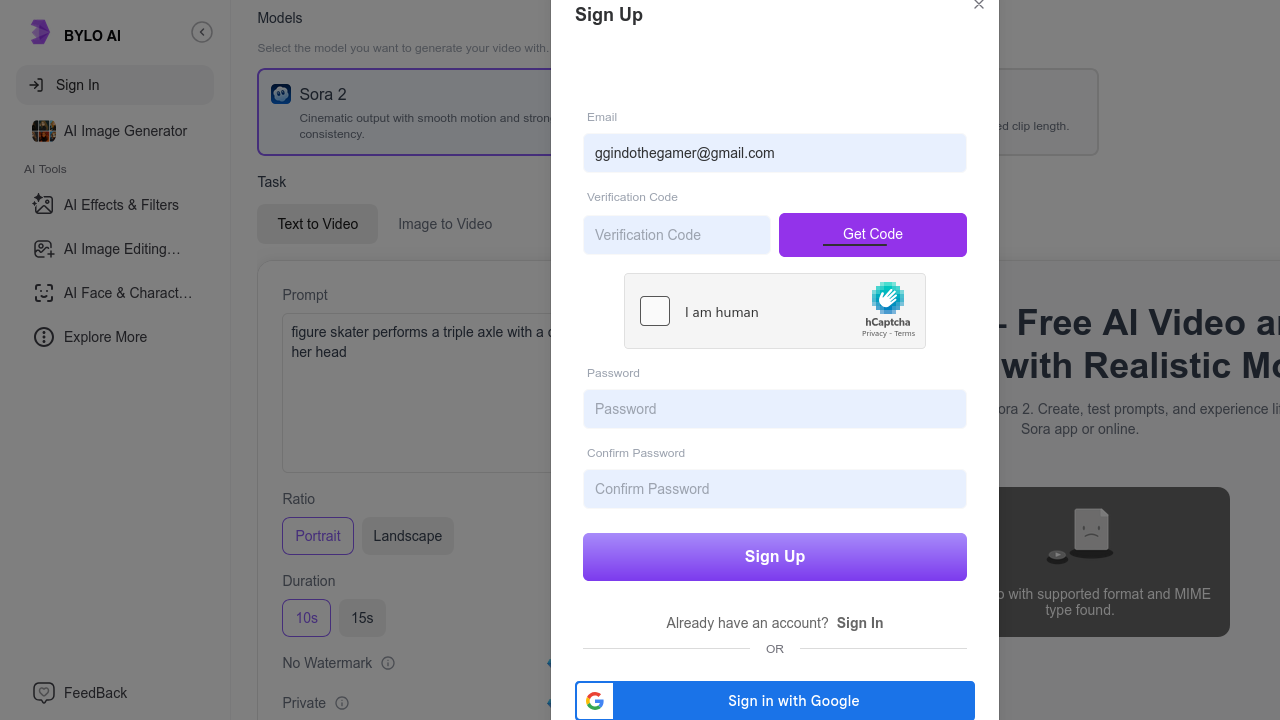 BYLO AI
Sign In
AI Image Generator
AI Tools
AI Effects & Filters
AI Image Editing…
AI Face & Charact…
Explore More
FeedBack
Models
Select the model you want to generate your video with.
Sora 2
Cinematic output with smooth motion and stron
consistency.
ed clip length.
Task
Text to Video
Image to Video
Prompt
figure skater performs a triple axle with a c
her head
Ratio
Portrait
Landscape
Duration
10s
15s
No Watermark
Private
Sign Up
Email
ggindothegamer@gmail.com
Verification Code
Verification Code
Get Code
I am human
hCaptcha
Privacy - Terms
Password
Password
Confirm Password
Confirm Password
Sign Up
Already have an account? Sign In
OR
Sign in with Google
- Free AI Video a
with Realistic Mo
ora 2. Create, test prompts, and experience li
Sora app or online.
o with supported format and MIME
type found.